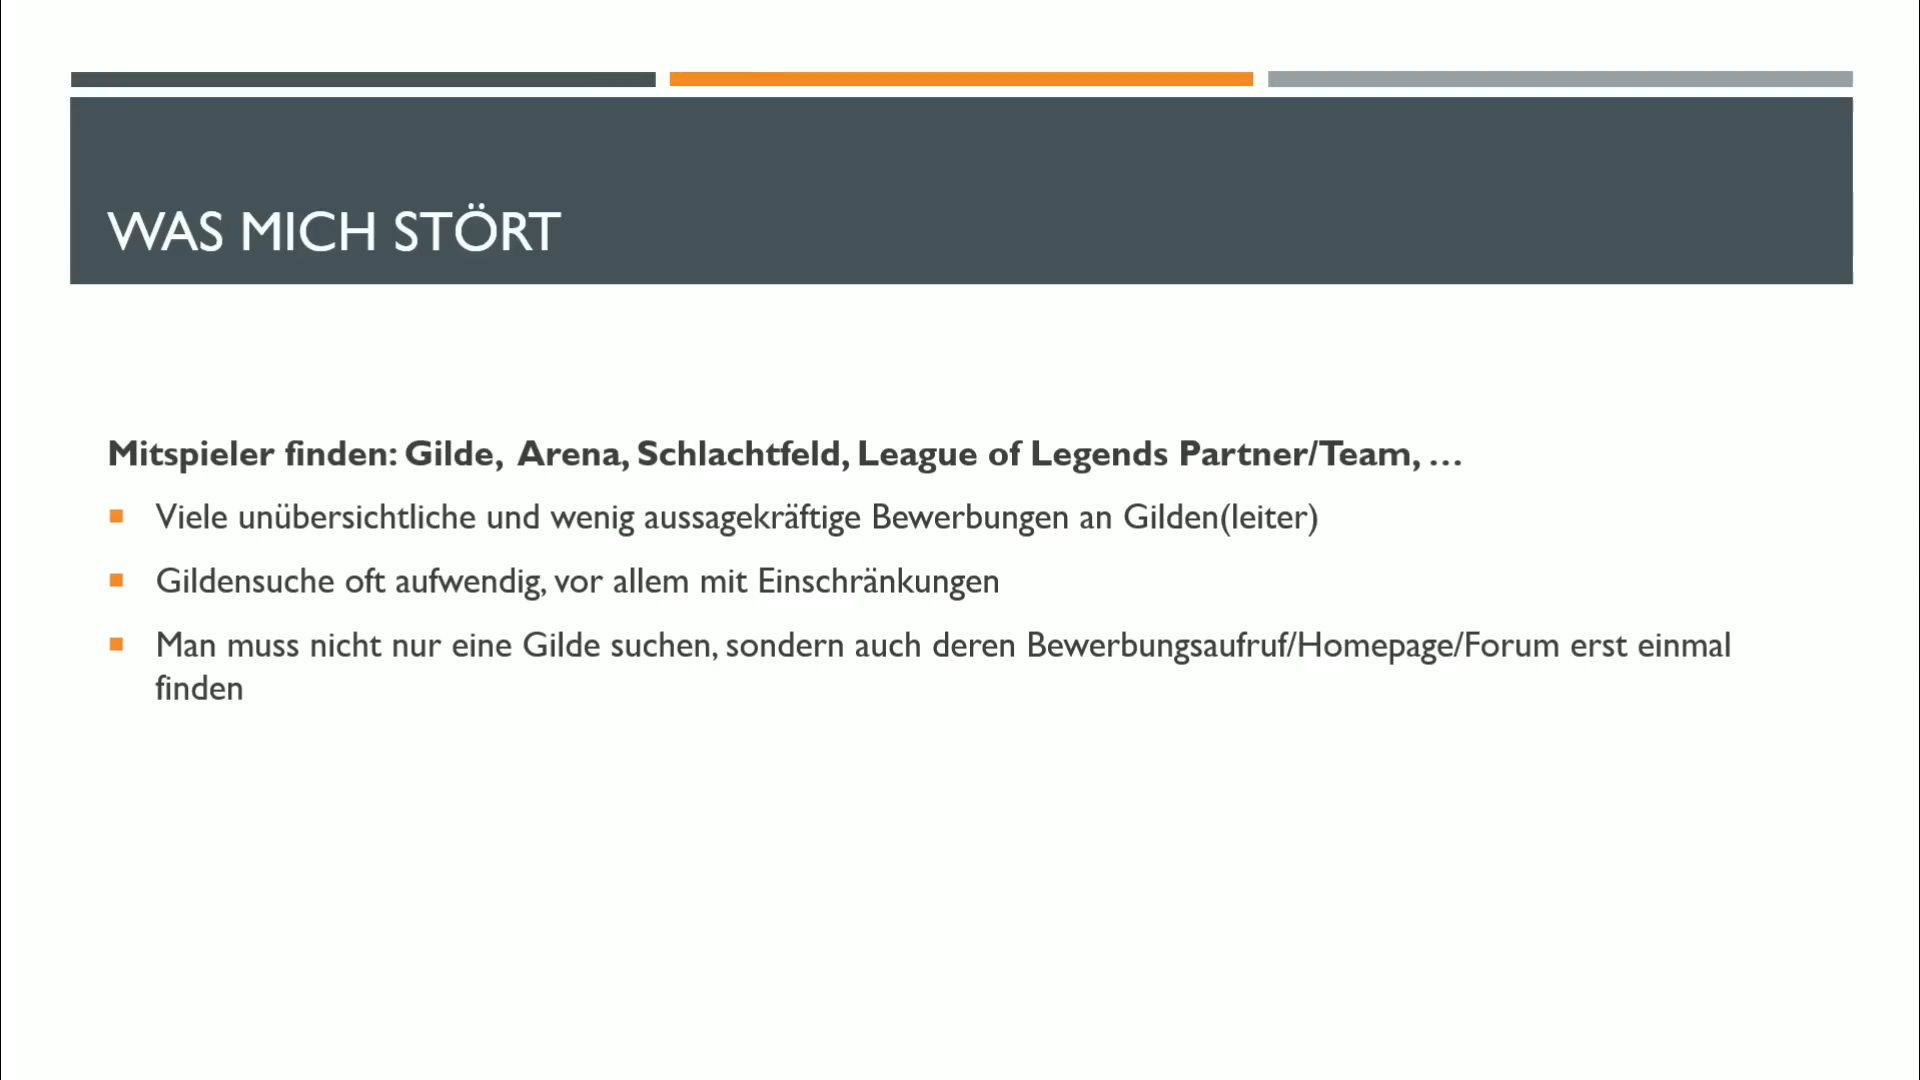 WAS MICH STÖRT
Mitspieler finden: Gilde, Arena, Schlachtfeld, League of Legends Partner/Team, …
Viele unübersichtliche und wenig aussagekräftige Bewerbungen an Gilden(leiter)
Gildensuche oft aufwendig, vor allem mit Einschränkungen
Man muss nicht nur eine Gilde suchen, sondern auch deren Bewerbungsaufruf/Homepage/Forum erst einmal
finden